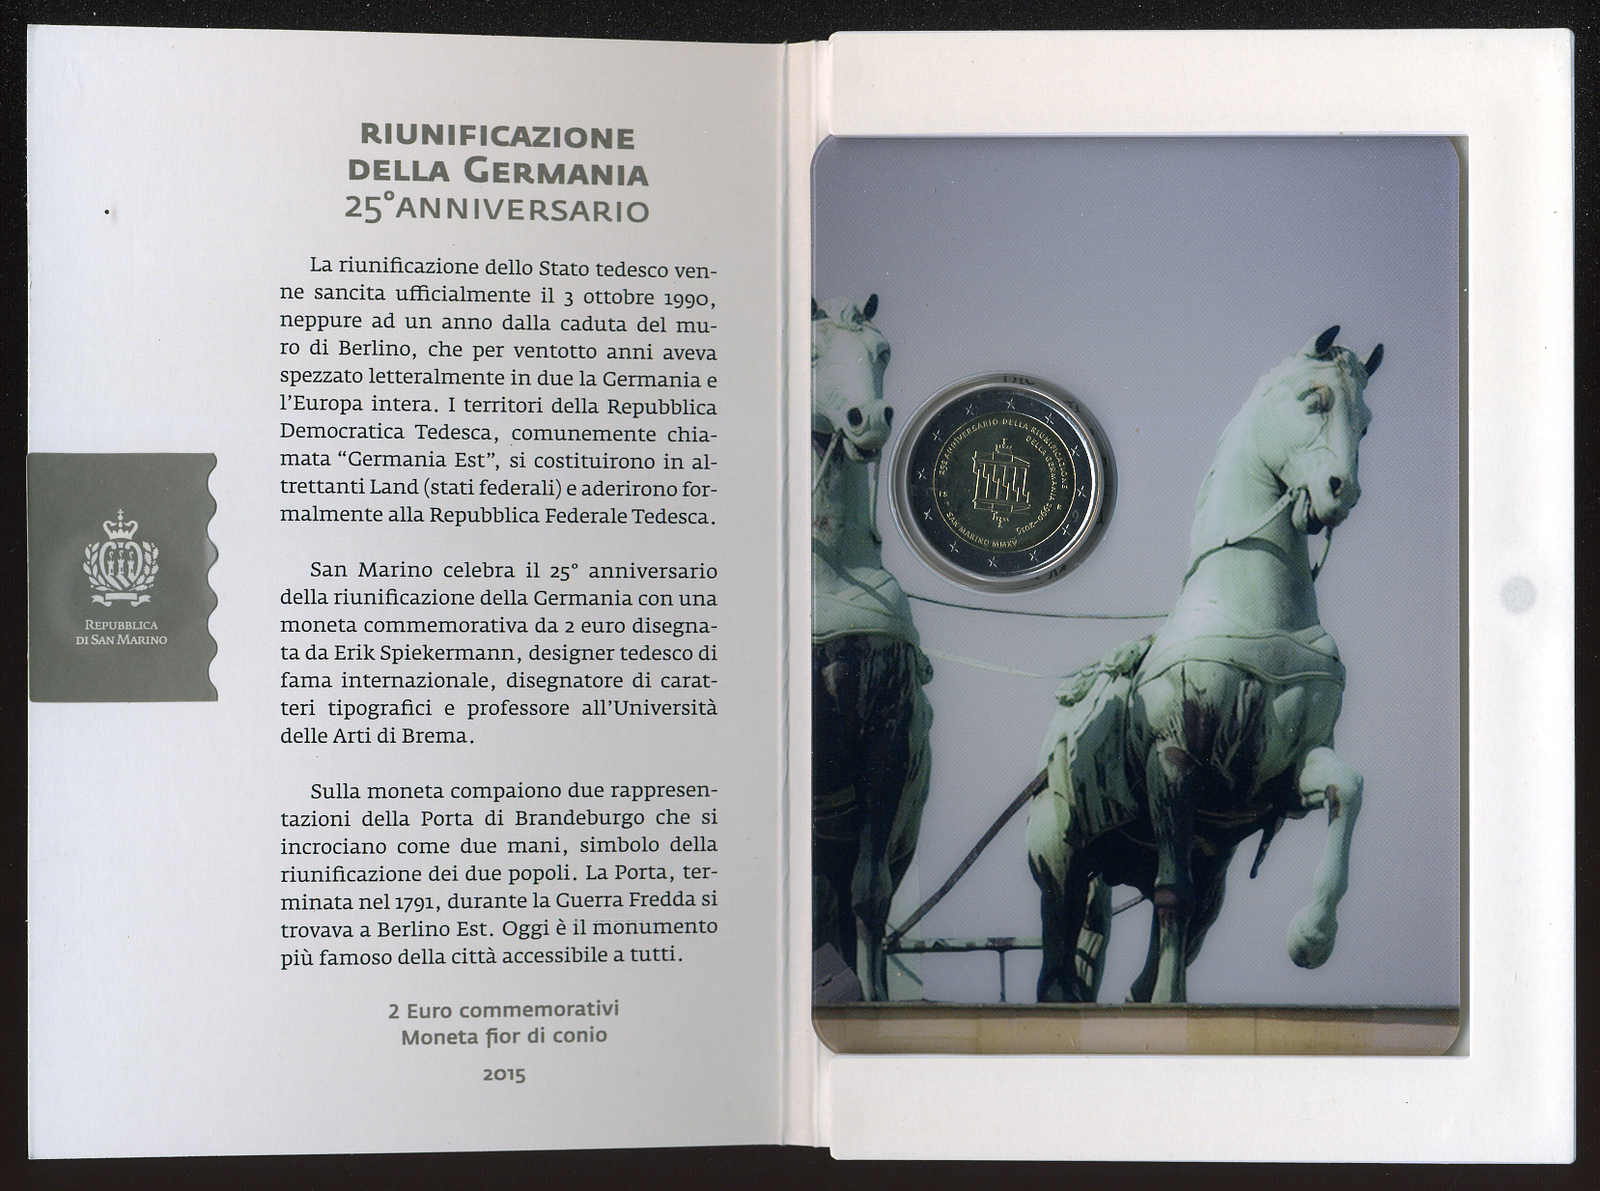 RIUNIFICAZIONE
DELLA GERMANIA
25° ANNIVERSARIO
La riunificazione dello Stato tedesco ven-
ne sancita ufficialmente il 3 ottobre 1990,
neppure ad un anno dalla caduta del mu-
ro di Berlino, che per ventotto anni aveva
spezzato letteralmente in due la Germania e
l'Europa intera. I territori della Repubblica
Democratica Tedesca, comunemente chia-
mata “Germania Est”, si costituirono in al-
trettanti Land (stati federali) e aderirono for-
malmente alla Repubblica Federale Tedesca.
San Marino celebra il 25° anniversario
della riunificazione della Germania con una
moneta commemorativa da 2 euro disegna-
ta da Erik Spiekermann, designer tedesco di
fama internazionale, disegnatore di carat-
teri tipografici e professore all'Università
delle Arti di Brema.
Sulla moneta compaiono due rappresen-
tazioni della Porta di Brandeburgo che si
incrociano come due mani, simbolo della
riunificazione dei due popoli. La Porta, ter-
minata nel 1791, durante la Guerra Fredda si
trovava a Berlino Est. Oggi è il monumento
più famoso della città accessibile a tutti.
2 Euro commemorativi
Moneta fior di conio
2015
REPUBBLICA
DI SAN MARINO
25º ANNIVERSARIO DELLA RIUNIFICAZIONE
DELLA GERMANIA 1990-2015
SAN MARINO MMXV